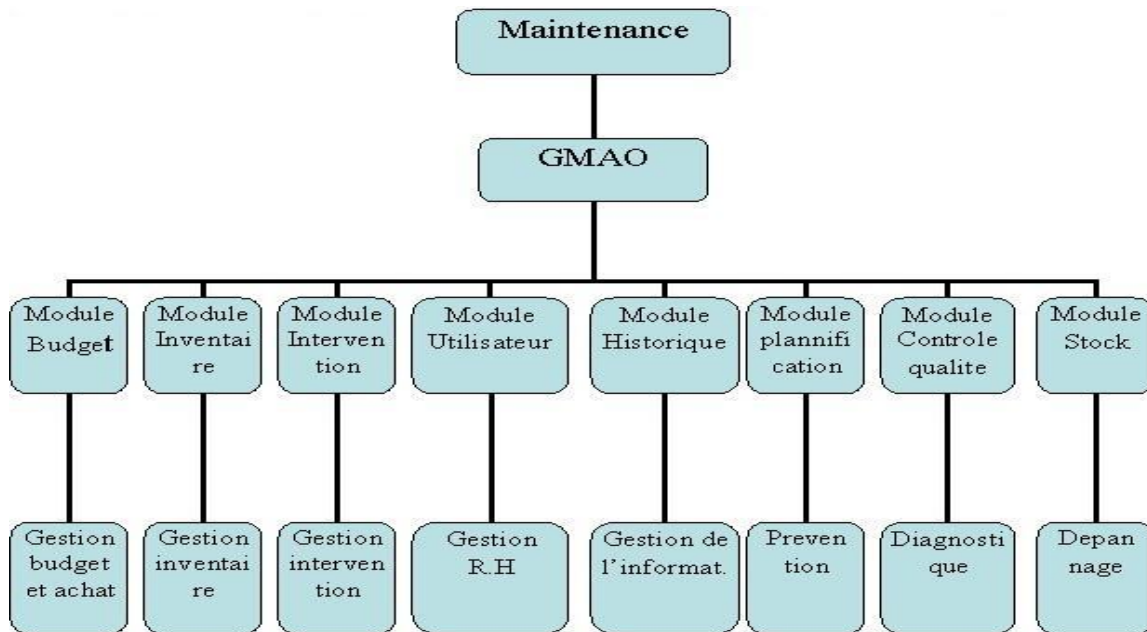 Maintenance
GMAO
Module
Budget
Module
Inventai
re
Module
Interven
tion
Module
Utilisateur
Module
Historique
Module
plannifi
cation
Module
Controle
qualite
Module
Stock
Gestion
budget
et achat
Gestion
inventai
re
Gestion
interven
tion
Gestion
R.H
Gestion de
l'informat.
Preven
tion
Diagnosti
que
Depan
nage